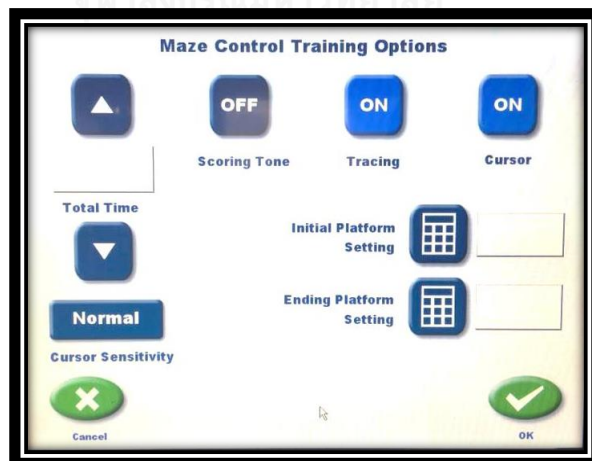 Maze Control Training Options
OFF
ON
ON
Scoring Tone
Tracing
Cursor
Total Time
Initial Platform
Setting
Ending Platform
Setting
Normal
Cursor Sensitivity
Cancel
OK